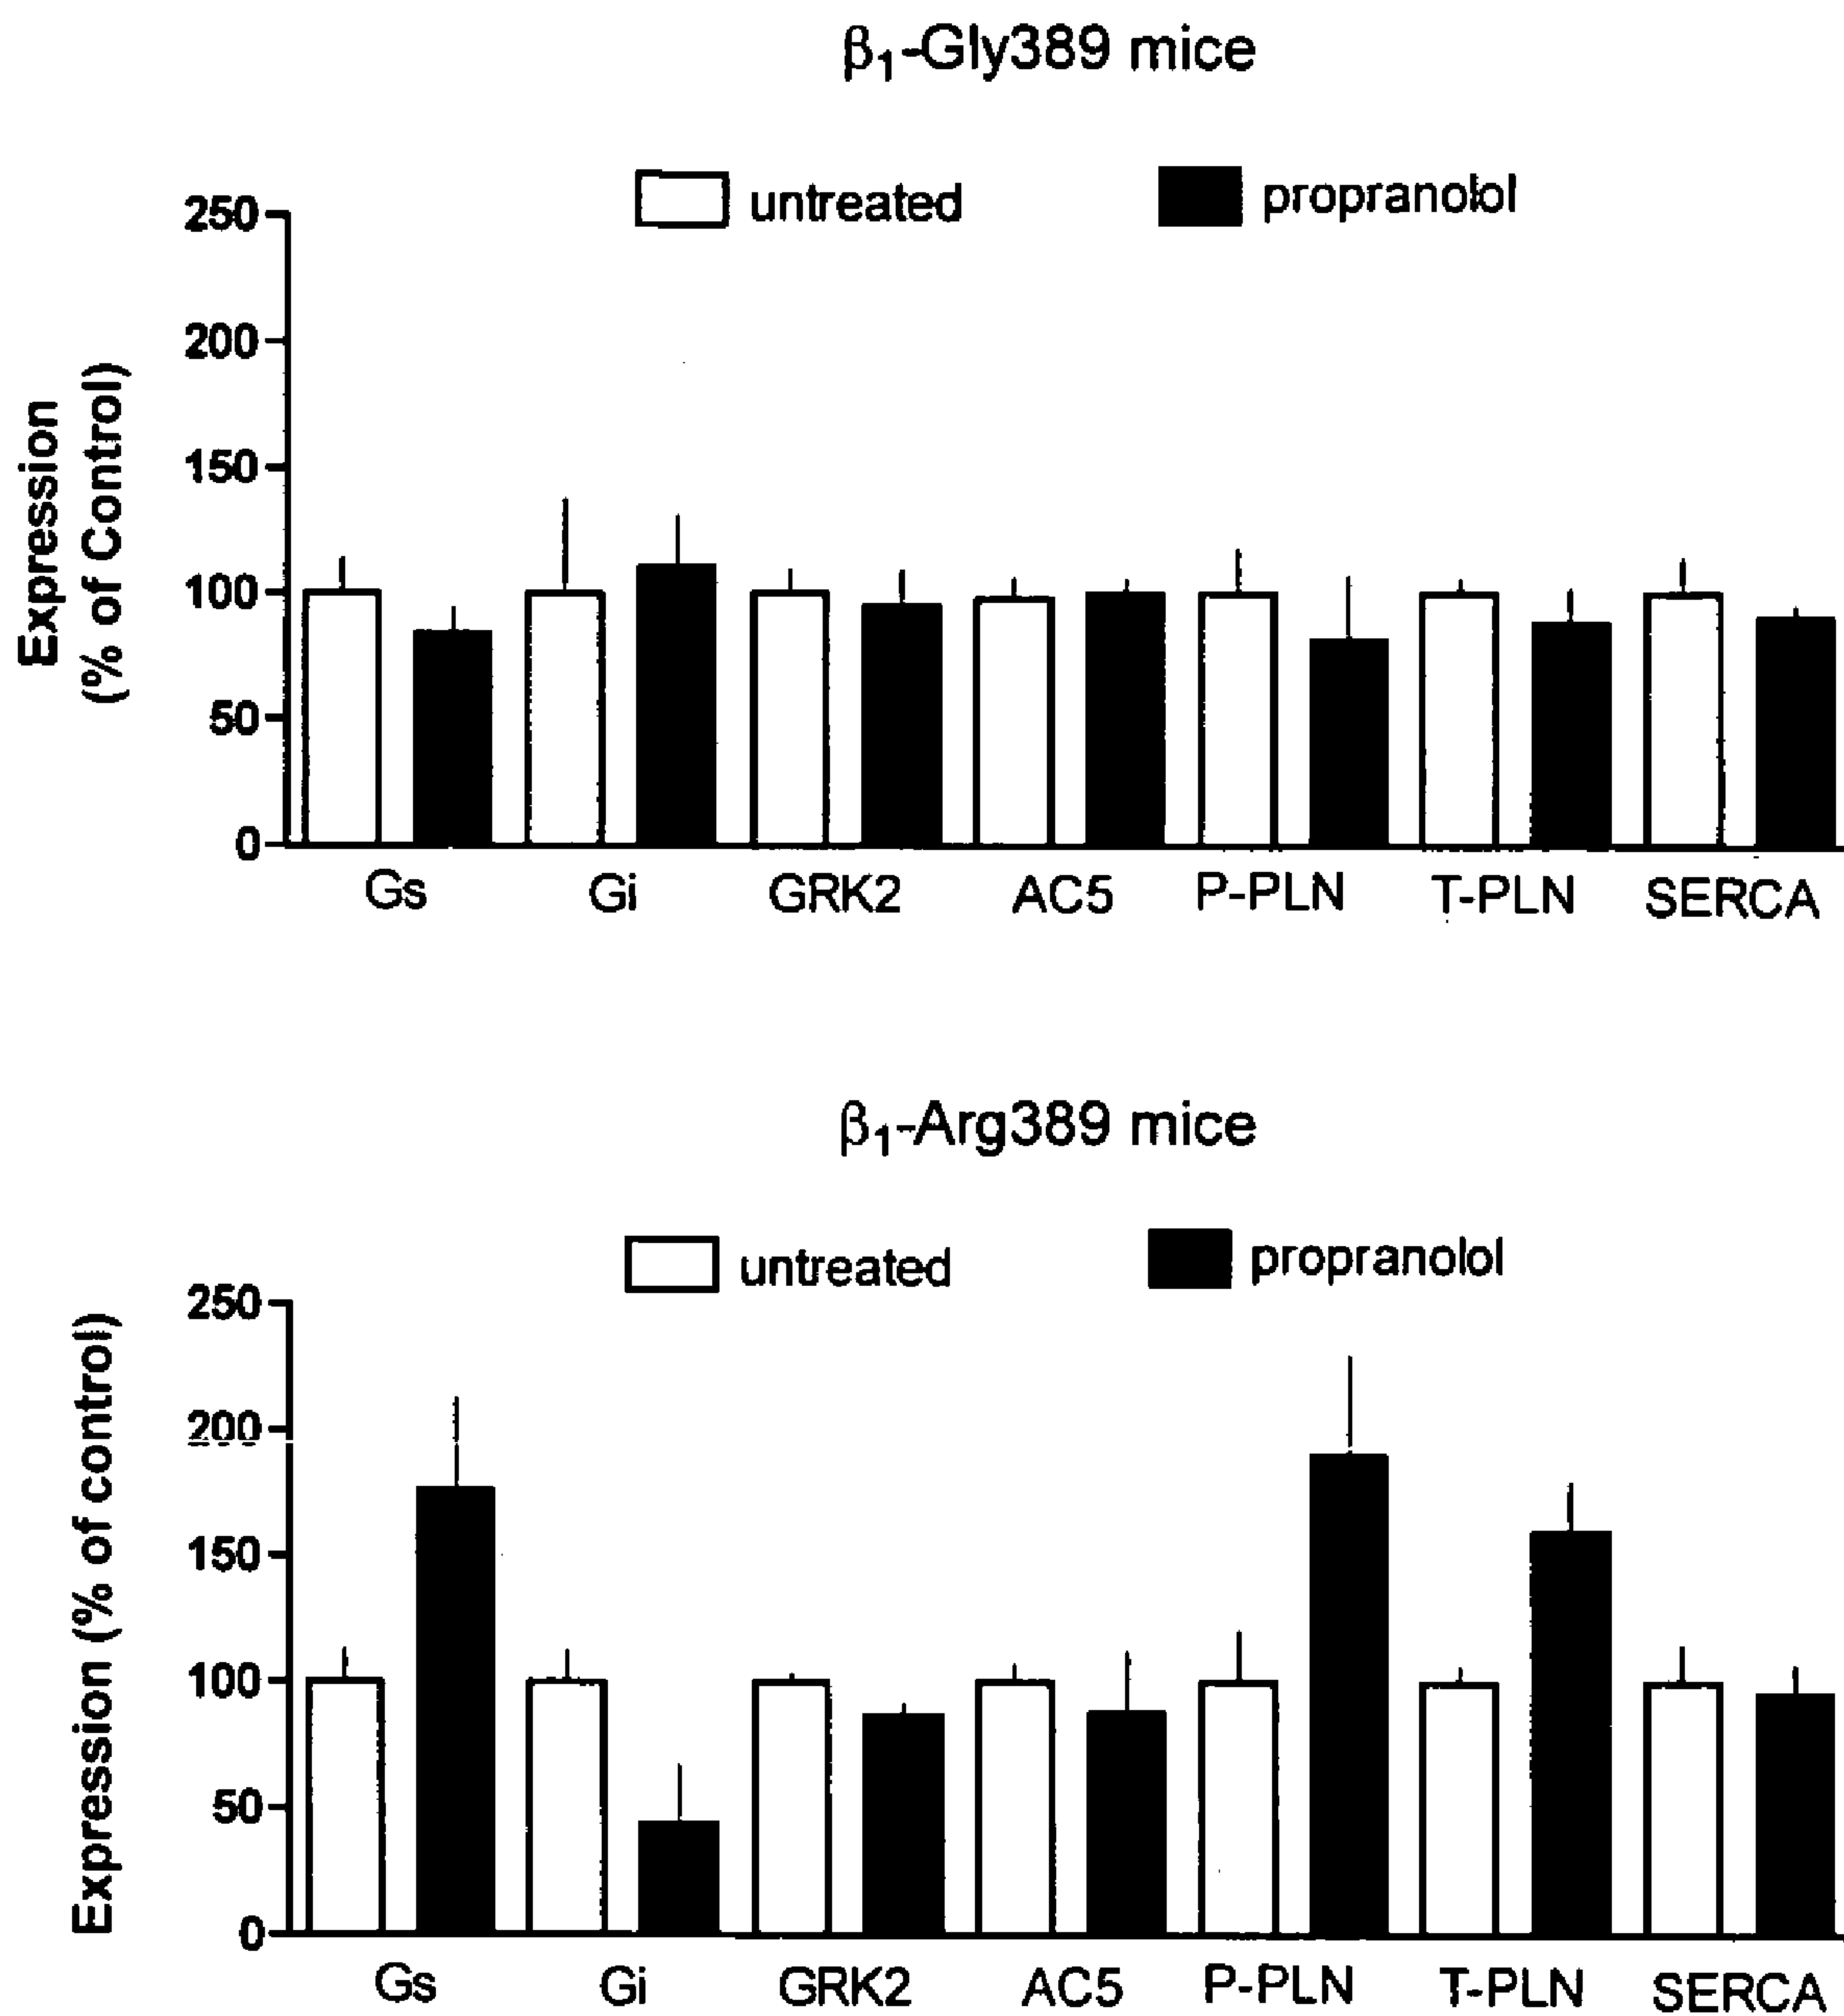 β1-Gly389 mice
untreated propranolol
250
200
150
100
50
0
Expression
(% of Control)
Gs Gi GRK2 AC5 P-PLN T-PLN SERCA
β1-Arg389 mice
untreated propranolol
250
200
150
100
50
0
Expression (% of control)
Gs Gi GRK2 AC5 P-PLN T-PLN SERCA